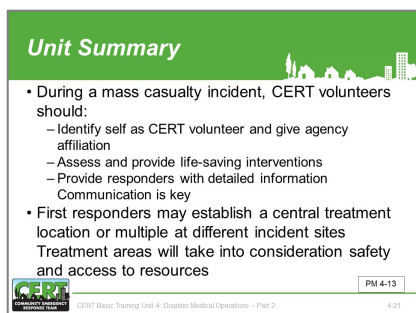 Unit Summary
• During a mass casualty incident, CERT volunteers
should:
– Identify self as CERT volunteer and give agency
affiliation
– Assess and provide life-saving interventions
– Provide responders with detailed information
Communication is key
• First responders may establish a central treatment
location or multiple at different incident sites
Treatment areas will take into consideration safety
and access to resources
PM 4-13
CERT
COMMUNITY EMERGENCY
RESPONSE TEAM
CERT Basic Training Unit 4: Disaster Medical Operations – Part 2
4-21